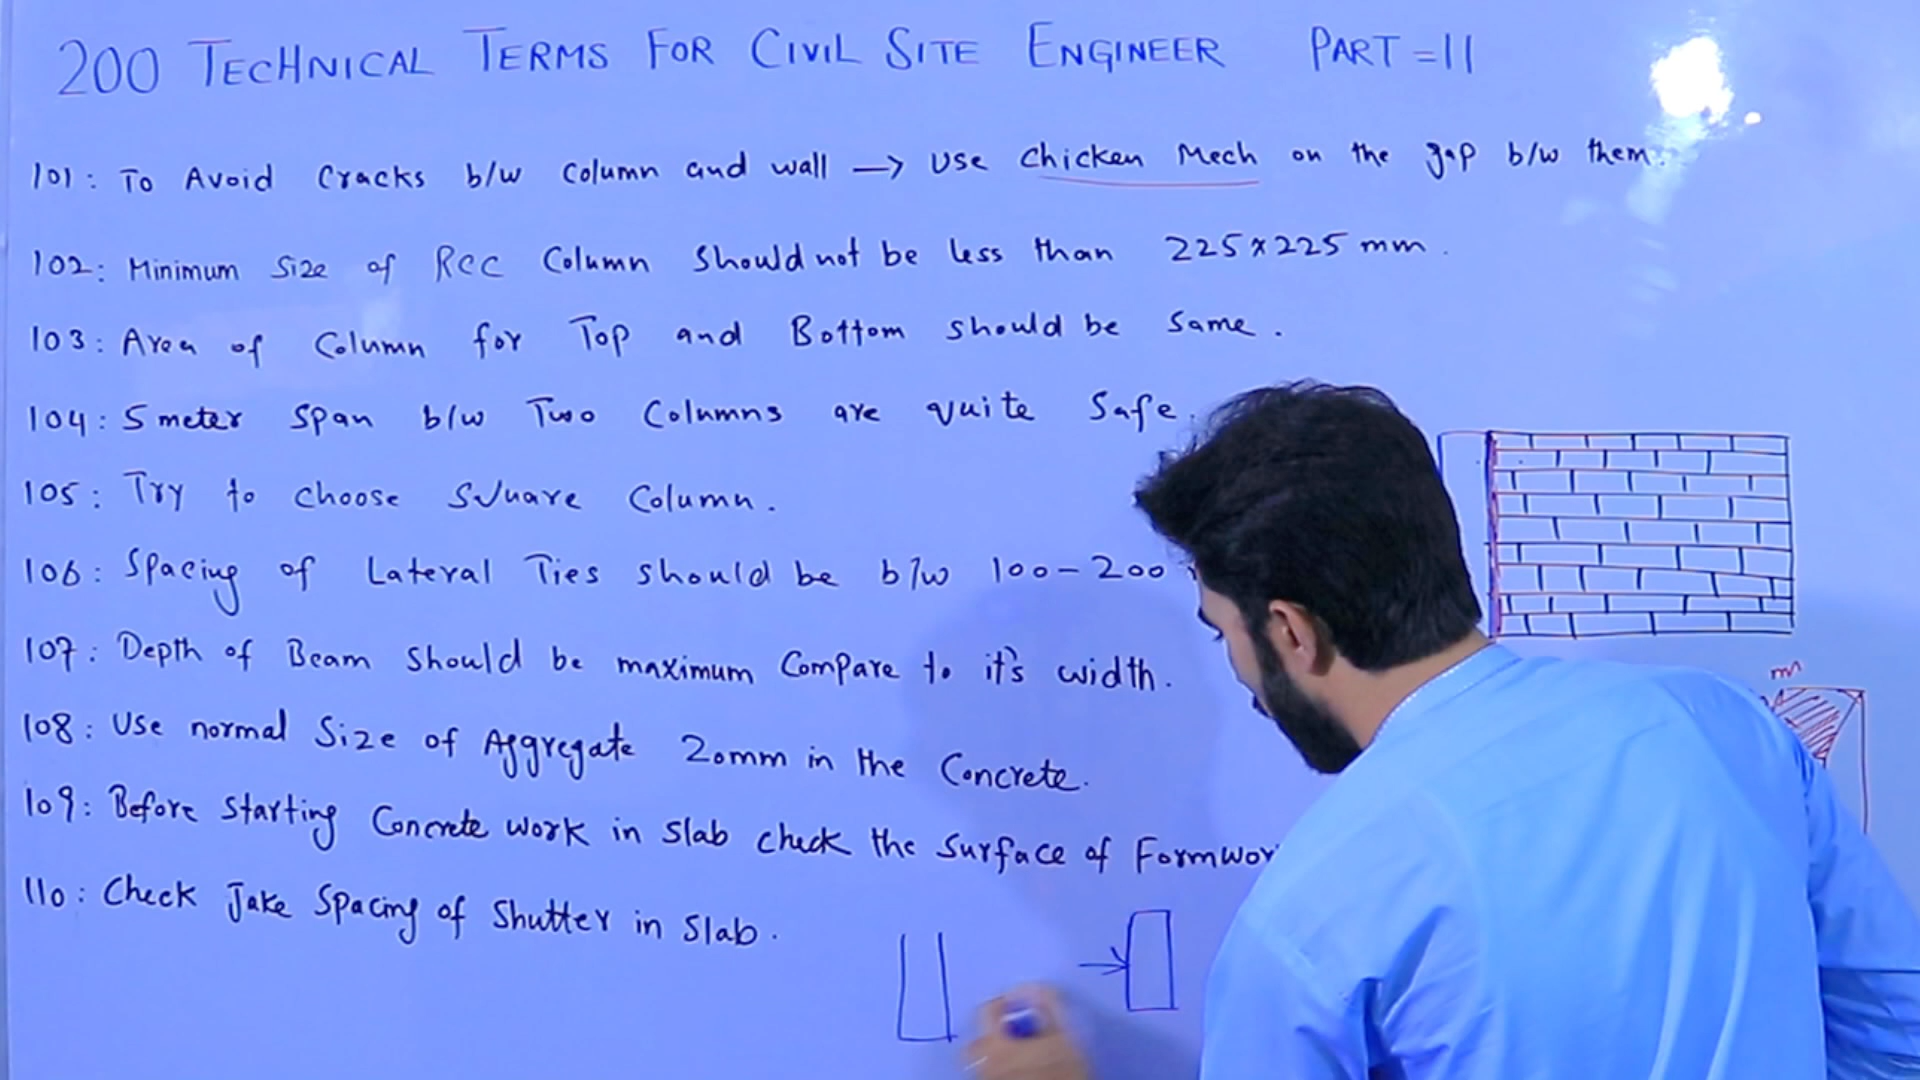 200 TECHNICAL TERMS FOR CIVIL SITE ENGINEER PART=11
101: To Avoid Cracks b/w Column and wall → Use Chicken Mech on the gap b/w them.
102: Minimum Size of RCC Column Should not be less than 225x225 mm.
103: Area of Column for Top and Bottom should be Same.
104: 5 meter Span b/w Two Columns are quite Safe.
105: Try to choose Square Column.
106: Spacing of Lateral Ties should be b/w 100-200
107: Depth of Beam Should be maximum Compare to it's width.
108: Use normal Size of Aggregate 20mm in the Concrete.
109: Before Starting Concrete work in Slab check the Surface of
110: Check Jake Spacing of Shutter in Slab.